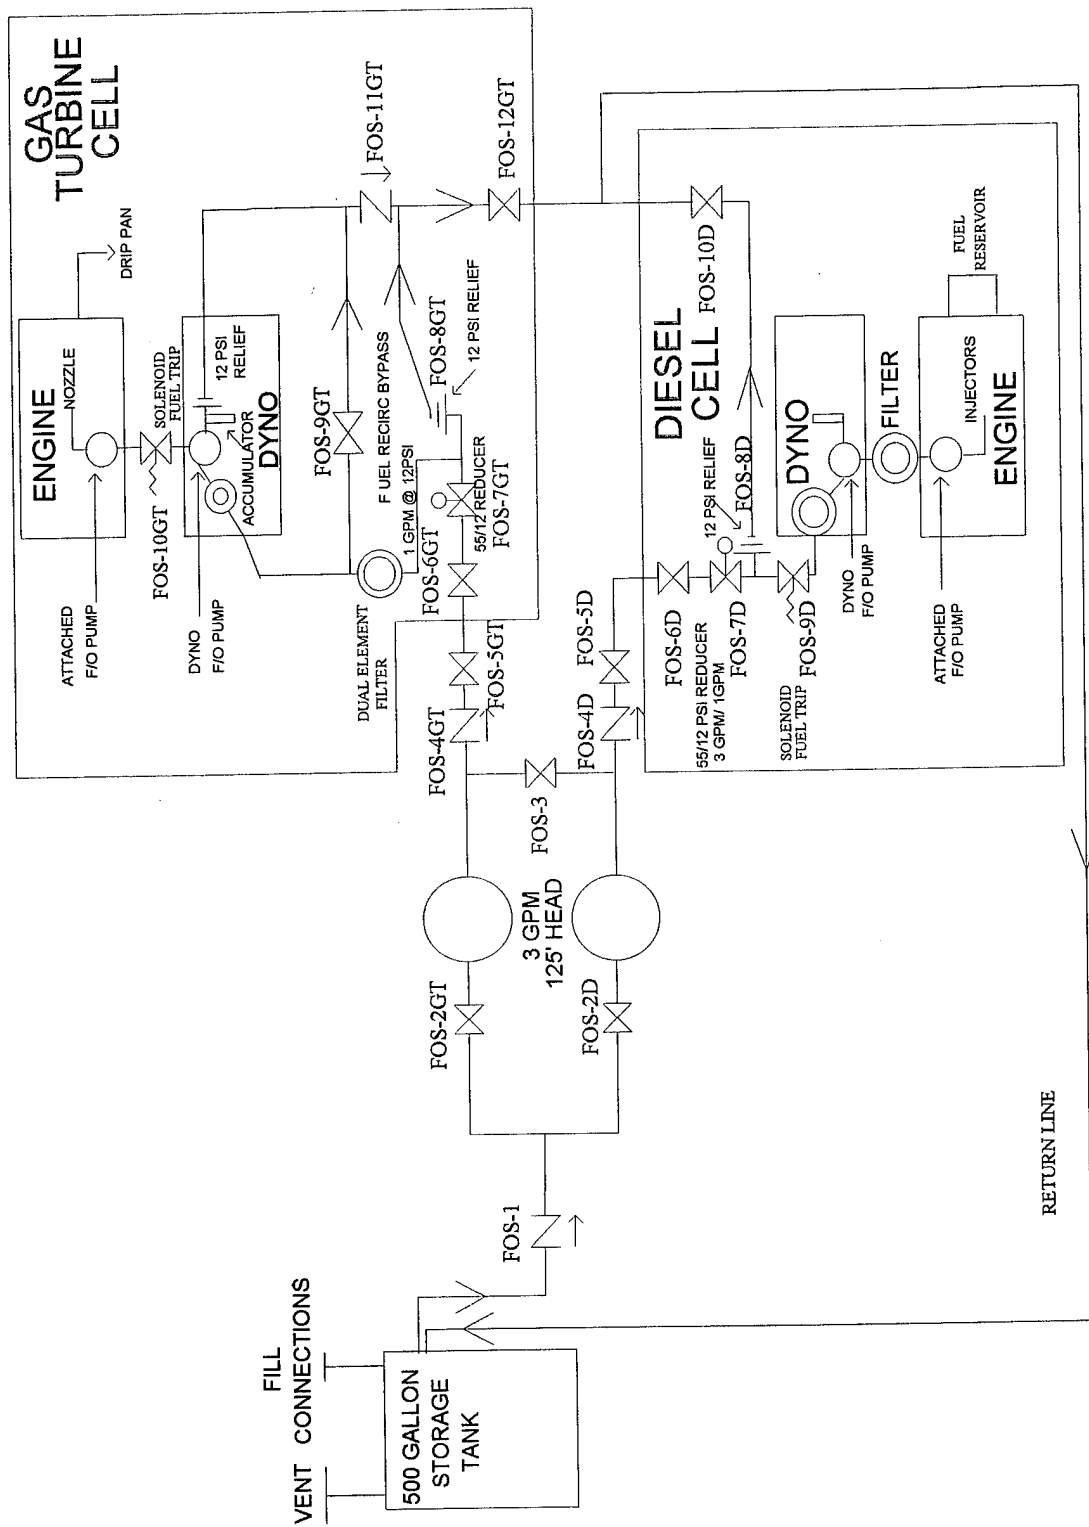 GAS
TURBINE
CELL
ENGINE
NOZZLE
DRIP PAN
ATTACHED
F/O PUMP
SOLENOID
FUEL TRIP
FOS-10GT
12 PSI
RELIEF
ACCUMULATOR
DYNO
DYNO
F/O PUMP
FOS-9GT
FOS-11GT
FOS-12GT
DUAL ELEMENT
FILTER
F UEL RECIRC BYPASS
1 GPM @ 12PSI
FOS-8GT
12 PSI RELIEF
55/12 REDUCER
FOS-7GT
FOS-6GT
FOS-5GT
FOS-4GT
FOS-3
3 GPM
125' HEAD
FOS-2GT
FOS-2D
FOS-1
FILL
VENT CONNECTIONS
500 GALLON
STORAGE
TANK
RETURN LINE
FOS-4D
FOS-5D
DIESEL
CELL
FOS-6D
55/12 PSI REDUCER
3 GPM/ 1GPM
FOS-7D
12 PSI RELIEF
FOS-8D
FOS-10D
SOLENOID
FUEL TRIP
FOS-9D
DYNO
DYNO
F/O PUMP
FILTER
ATTACHED
F/O PUMP
INJECTORS
ENGINE
FUEL
RESERVOIR